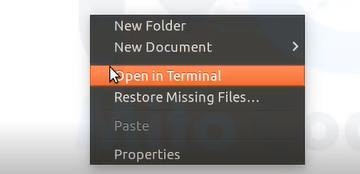 New Folder
New Document
Open in Terminal
Restore Missing Files…
Paste
Properties